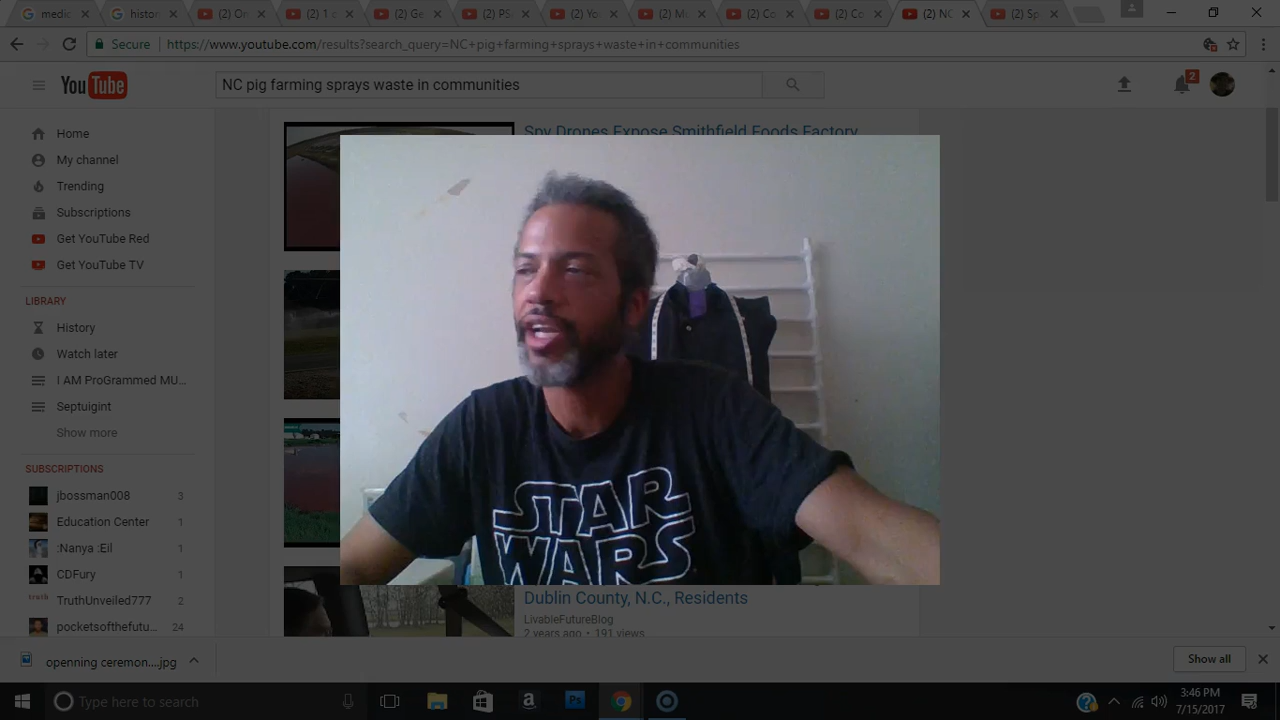 medic
histor
(2) Or
(2) 1 c
(2) Ge
(2) PS
(2) Yo
(2) M
(2) Co
(2) Co
(2) NC
(2) Sp
Secure
https://www.youtube.com/results?search_query=NC+pig+farming+sprays+waste+in+communities
YouTube
NC pig farming sprays waste in communities
2
Home
My channel
Trending
Subscriptions
Get YouTube Red
Get YouTube TV
LIBRARY
History
Watch later
I AM ProGrammed MU...
Septuigint
Show more
SUBSCRIPTIONS
jbossman008 3
Education Center 1
:Nanya :Eil 1
CDFury 1
TruthUnveiled777 2
pocketsofthefutu... 24
Spy Drones Expose Smithfield Foods Factory
STAR
WARS
Dublin County, N.C., Residents
LivableFutureBlog
2 years ago • 191 views
openning ceremon....jpg
Show all
Type here to search
3:46 PM
7/15/2017